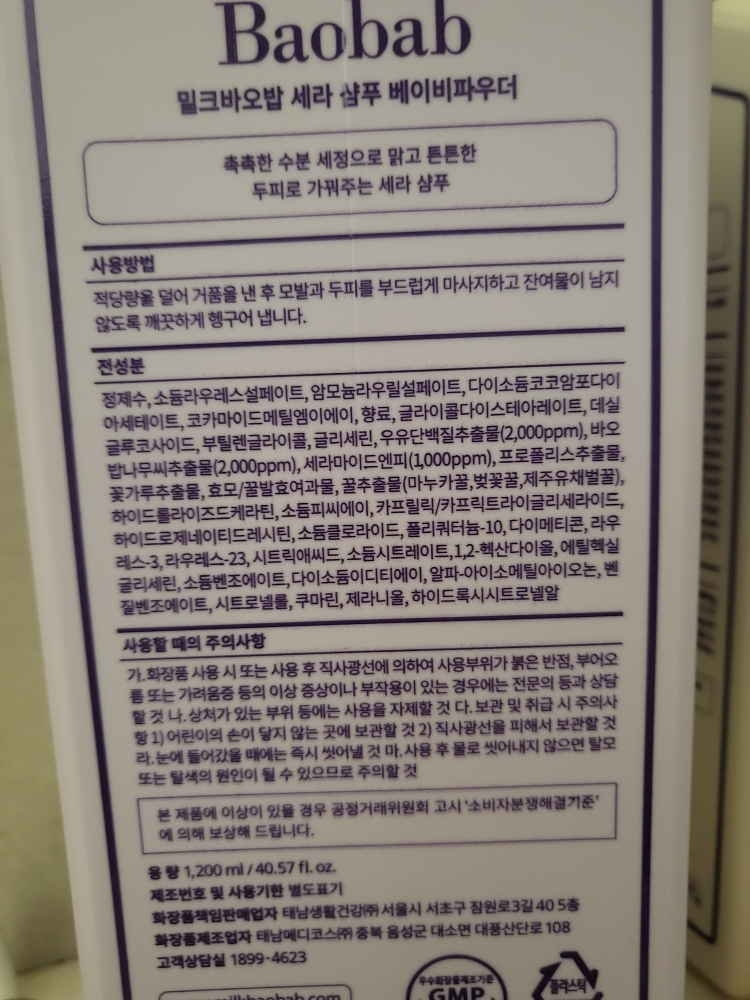 Baobab
밀크바오밥 세라 샴푸 베이비파우더
촉촉한 수분 세정으로 맑고 튼튼한
두피로 가꿔주는 세라 샴푸
사용방법
적당량을 덜어 거품을 낸 후 모발과 두피를 부드럽게 마사지하고 잔여물이 남지
않도록 깨끗하게 헹구어 냅니다.
전성분
정제수, 소듐라우레스설페이트, 암모늄라우릴설페이트, 다이소듐코코암포다이
아세테이트, 코카마이드메틸엠이에이, 향료, 글라이콜다이스테아레이트, 데실
글루코사이드, 부틸렌글라이콜, 글리세린, 우유단백질추출물(2,000ppm), 바오
밥나무씨추출물(2,000ppm), 세라마이드엔피(1,000ppm), 프로폴리스추출물,
꽃가루추출물, 효모/꿀발효여과물, 꿀추출물(마누카꿀,벚꽃꿀,제주유채벌꿀),
하이드롤라이즈드케라틴, 소듐피씨에이, 카프릴릭/카프릭트라이글리세라이드,
하이드로제네이티드레시틴, 소듐클로라이드, 폴리쿼터늄-10, 다이메티콘, 라우
레스-3, 라우레스-23, 시트릭애씨드, 소듐시트레이트, 1,2-헥산다이올, 에틸헥실
글리세린, 소듐벤조에이트, 다이소듐이디티에이, 알파-아이소메틸아이오논, 벤
질벤조에이트, 시트로넬롤, 쿠마린, 제라니올, 하이드록시시트로넬알
사용할 때의 주의사항
가. 화장품 사용 시 또는 사용 후 직사광선에 의하여 사용부위가 붉은 반점, 부어오
름 또는 가려움증 등의 이상 증상이나 부작용이 있는 경우에는 전문의 등과 상담
할 것 나. 상처가 있는 부위 등에는 사용을 자제할 것 다. 보관 및 취급 시 주의사
항 1) 어린이의 손이 닿지 않는 곳에 보관할 것 2) 직사광선을 피해서 보관할 것
라. 눈에 들어갔을 때에는 즉시 씻어낼 것 마. 사용 후 물로 씻어내지 않으면 탈모
또는 탈색의 원인이 될 수 있으므로 주의할 것
본 제품에 이상이 있을 경우 공정거래위원회 고시 '소비자분쟁해결기준'
에 의해 보상해 드립니다.
용 량 1,200 ml / 40.57 fl. oz.
제조번호 및 사용기한 별도표기
화장품책임판매업자 태남생활건강㈜ 서울시 서초구 잠원로3길 40 5층
화장품제조업자 태남메디코스㈜ 충북 음성군 대소면 대풍산단로 108
고객상담실 1899-4623
우수화장품제조기준
GMP
플라스틱